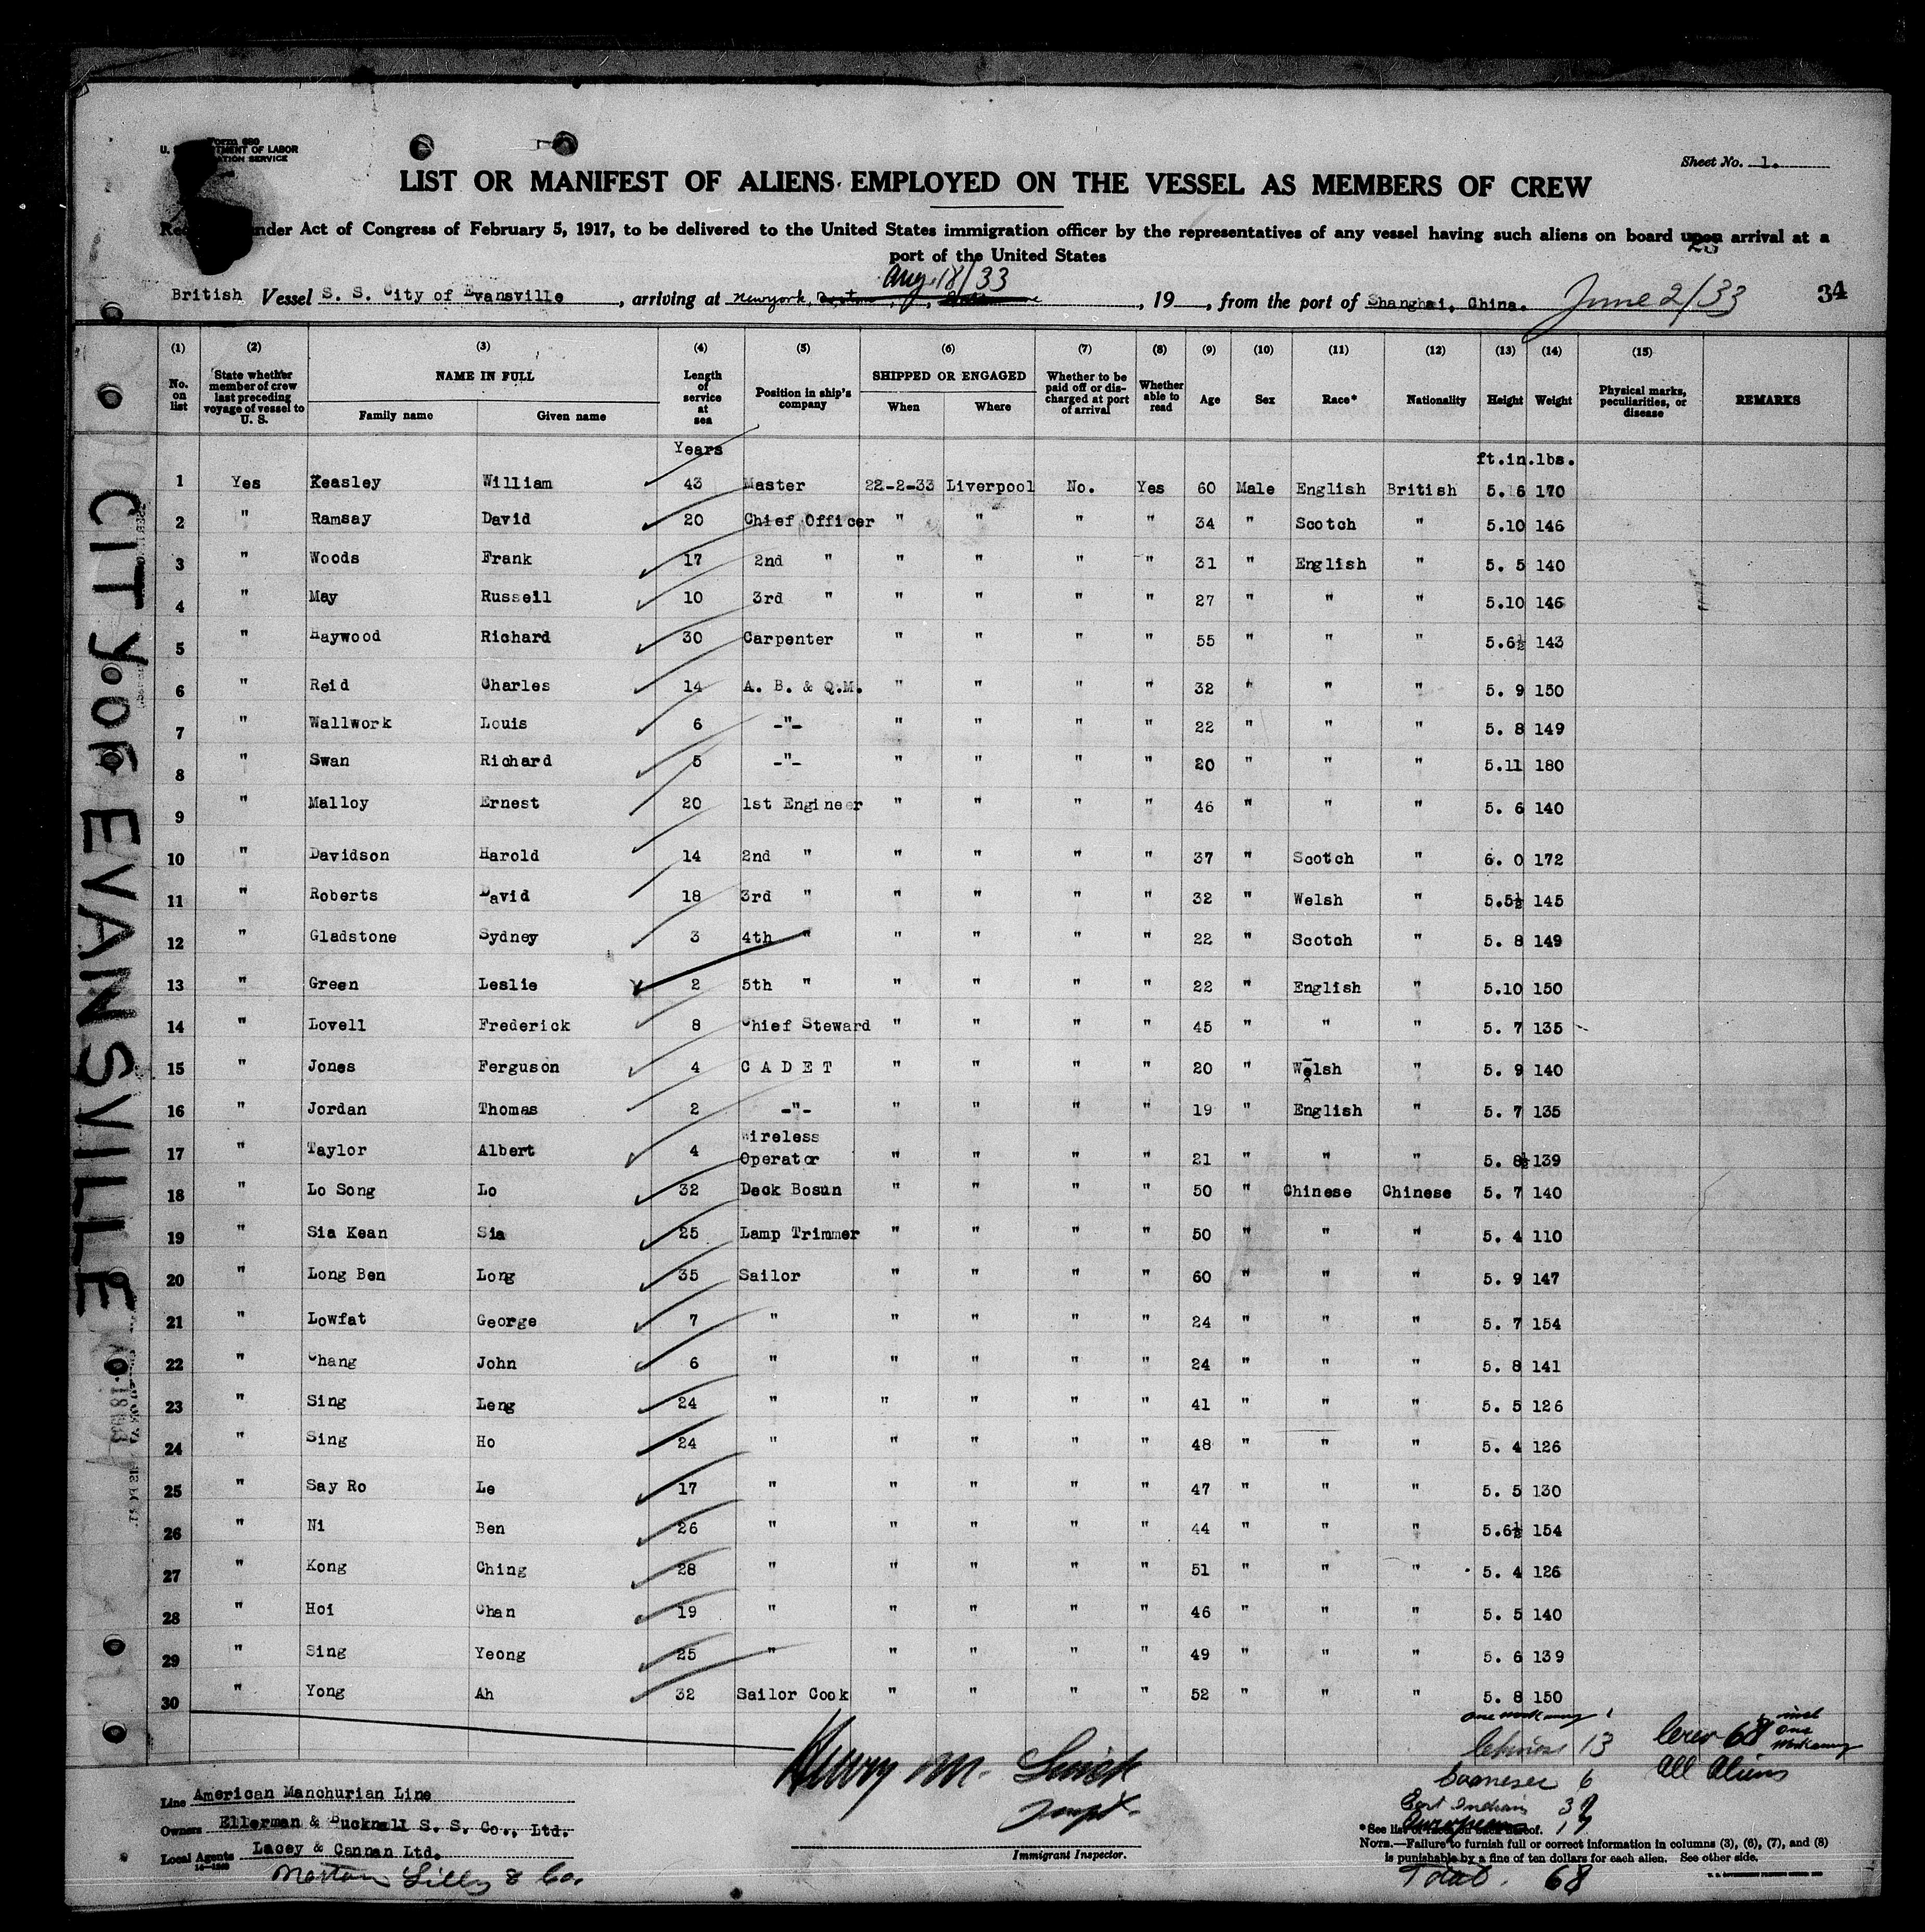 Form 680
U. S. DEPARTMENT OF LABOR
IMMIGRATION SERVICE
Sheet No. 1.
LIST OR MANIFEST OF ALIENS EMPLOYED ON THE VESSEL AS MEMBERS OF CREW
under Act of Congress of February 5, 1917, to be delivered to the United States immigration officer by the representatives of any vessel having such aliens on board upon arrival at a
port of the United States
Aug. 18/33
British Vessel S. S. City of Evansville, arriving at New york, 19, from the port of Shanghai, China. June 2/33 34
(1) (2) (3) (4) (5) (6) (7) (8) (9) (10) (11) (12) (13) (14) (15)
No. on list State whether member of crew last preceding voyage of vessel to U. S. NAME IN FULL Family name Given name Length of service at sea Position in ship's company SHIPPED OR ENGAGED When Where Whether to be paid off or discharged at port of arrival Whether able to read Age Sex Race* Nationality Height Weight Physical marks, peculiarities, or disease REMARKS
Years ft.in. lbs.
1 Yes Keasley William 43 Master 22-2-33 Liverpool No. Yes 60 Male English British 5. 6 170
2 " Ramsay David 20 Chief Officer " " " " 34 " Scotch " 5.10 146
3 " Woods Frank 17 2nd " " " " " 31 " English " 5. 5 140
4 " May Russell 10 3rd " " " " " 27 " " " 5.10 146
5 " Haywood Richard 30 Carpenter " " " " 55 " " " 5.6½ 143
6 " Reid Charles 14 A. B. & Q.M. " " " " 32 " " " 5. 9 150
7 " Wallwork Louis 6 -"- " " " " 22 " " " 5. 8 149
8 " Swan Richard 5 -"- " " " " 20 " " " 5.11 180
9 " Malloy Ernest 20 1st Engineer " " " " 46 " " " 5. 6 140
10 " Davidson Harold 14 2nd " " " " " 37 " Scotch " 6. 0 172
11 " Roberts David 18 3rd " " " " " 32 " Welsh " 5.5½ 145
12 " Gladstone Sydney 3 4th " " " " " 22 " Scotch " 5. 8 149
13 " Green Leslie 2 5th " " " " " 22 " English " 5.10 150
14 " Lovell Frederick 8 Chief Steward " " " " 45 " " " 5. 7 135
15 " Jones Ferguson 4 C A D E T " " " " 20 " Welsh " 5. 9 140
16 " Jordan Thomas 2 -"- " " " " 19 " English " 5. 7 135
17 " Taylor Albert 4 Wireless Operator " " " " 21 " " " 5. 8½ 139
18 " Lo Song Lo 32 Deck Bosun " " " " 50 " Chinese Chinese 5. 7 140
19 " Sia Kean Sia 25 Lamp Trimmer " " " " 50 " " " 5. 4 110
20 " Long Ben Long 35 Sailor " " " " 60 " " " 5. 9 147
21 " Lowfat George 7 " " " " " 24 " " " 5. 7 154
22 " Chang John 6 " " " " " 24 " " " 5. 8 141
23 " Sing Leng 24 " " " " " 41 " " " 5. 5 126
24 " Sing Ho 24 " " " " " 48 " " " 5. 4 126
25 " Say Ro Le 17 " " " " " 47 " " " 5. 5 130
26 " Ni Ben 26 " " " " " 44 " " " 5.6½ 154
27 " Kong Ching 28 " " " " " 51 " " " 5. 4 126
28 " Hoi Chan 19 " " " " " 46 " " " 5. 5 140
29 " Sing Yeong 25 " " " " " 49 " " " 5. 6 139
30 " Yong Ah 32 Sailor Cook " " " " 52 " " " 5. 8 150
one workaway 1
Chinese 13
Crew 68 incl one workaway
All Aliens
6
East Indians
Europeans 17
Total. 68
Henry M.
Immigrant Inspector.
Line American Manchurian Line
Owners Ellerman & Bucknall S. S. Co., Ltd.
Local Agents Lacey & Cannan Ltd.
Norton Lilly & Co.
*See list of races on back hereof.
NOTE.—Failure to furnish full or correct information in columns (3), (6), (7), and (8)
is punishable by a fine of ten dollars for each alien. See other side.
CITY OF EVANSVILLE